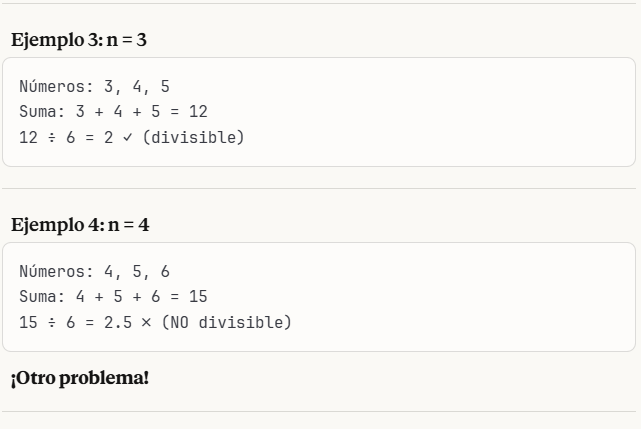 Ejemplo 3: n = 3
Números: 3, 4, 5
Suma: 3 + 4 + 5 = 12
12 ÷ 6 = 2 ✓ (divisible)
Ejemplo 4: n = 4
Números: 4, 5, 6
Suma: 4 + 5 + 6 = 15
15 ÷ 6 = 2.5 ✗ (NO divisible)
¡Otro problema!